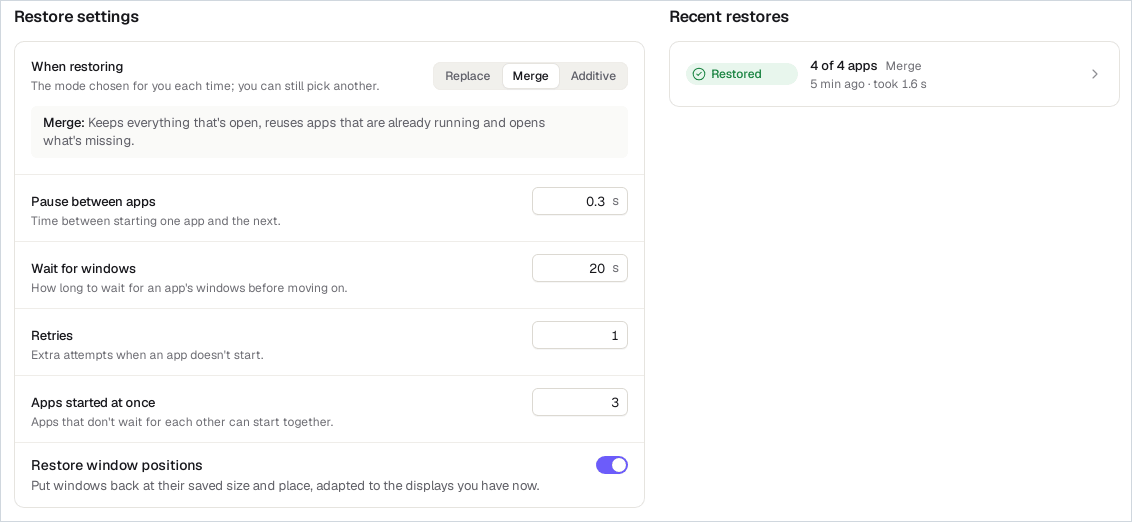 Restore settings
When restoring
The mode chosen for you each time; you can still pick another.
Replace Merge Additive
Merge: Keeps everything that's open, reuses apps that are already running and opens
what's missing.
Pause between apps
Time between starting one app and the next.
0.3 s
Wait for windows
How long to wait for an app's windows before moving on.
20 s
Retries
Extra attempts when an app doesn't start.
1
Apps started at once
Apps that don't wait for each other can start together.
3
Restore window positions
Put windows back at their saved size and place, adapted to the displays you have now.
Recent restores
Restored
4 of 4 apps Merge
5 min ago · took 1.6 s